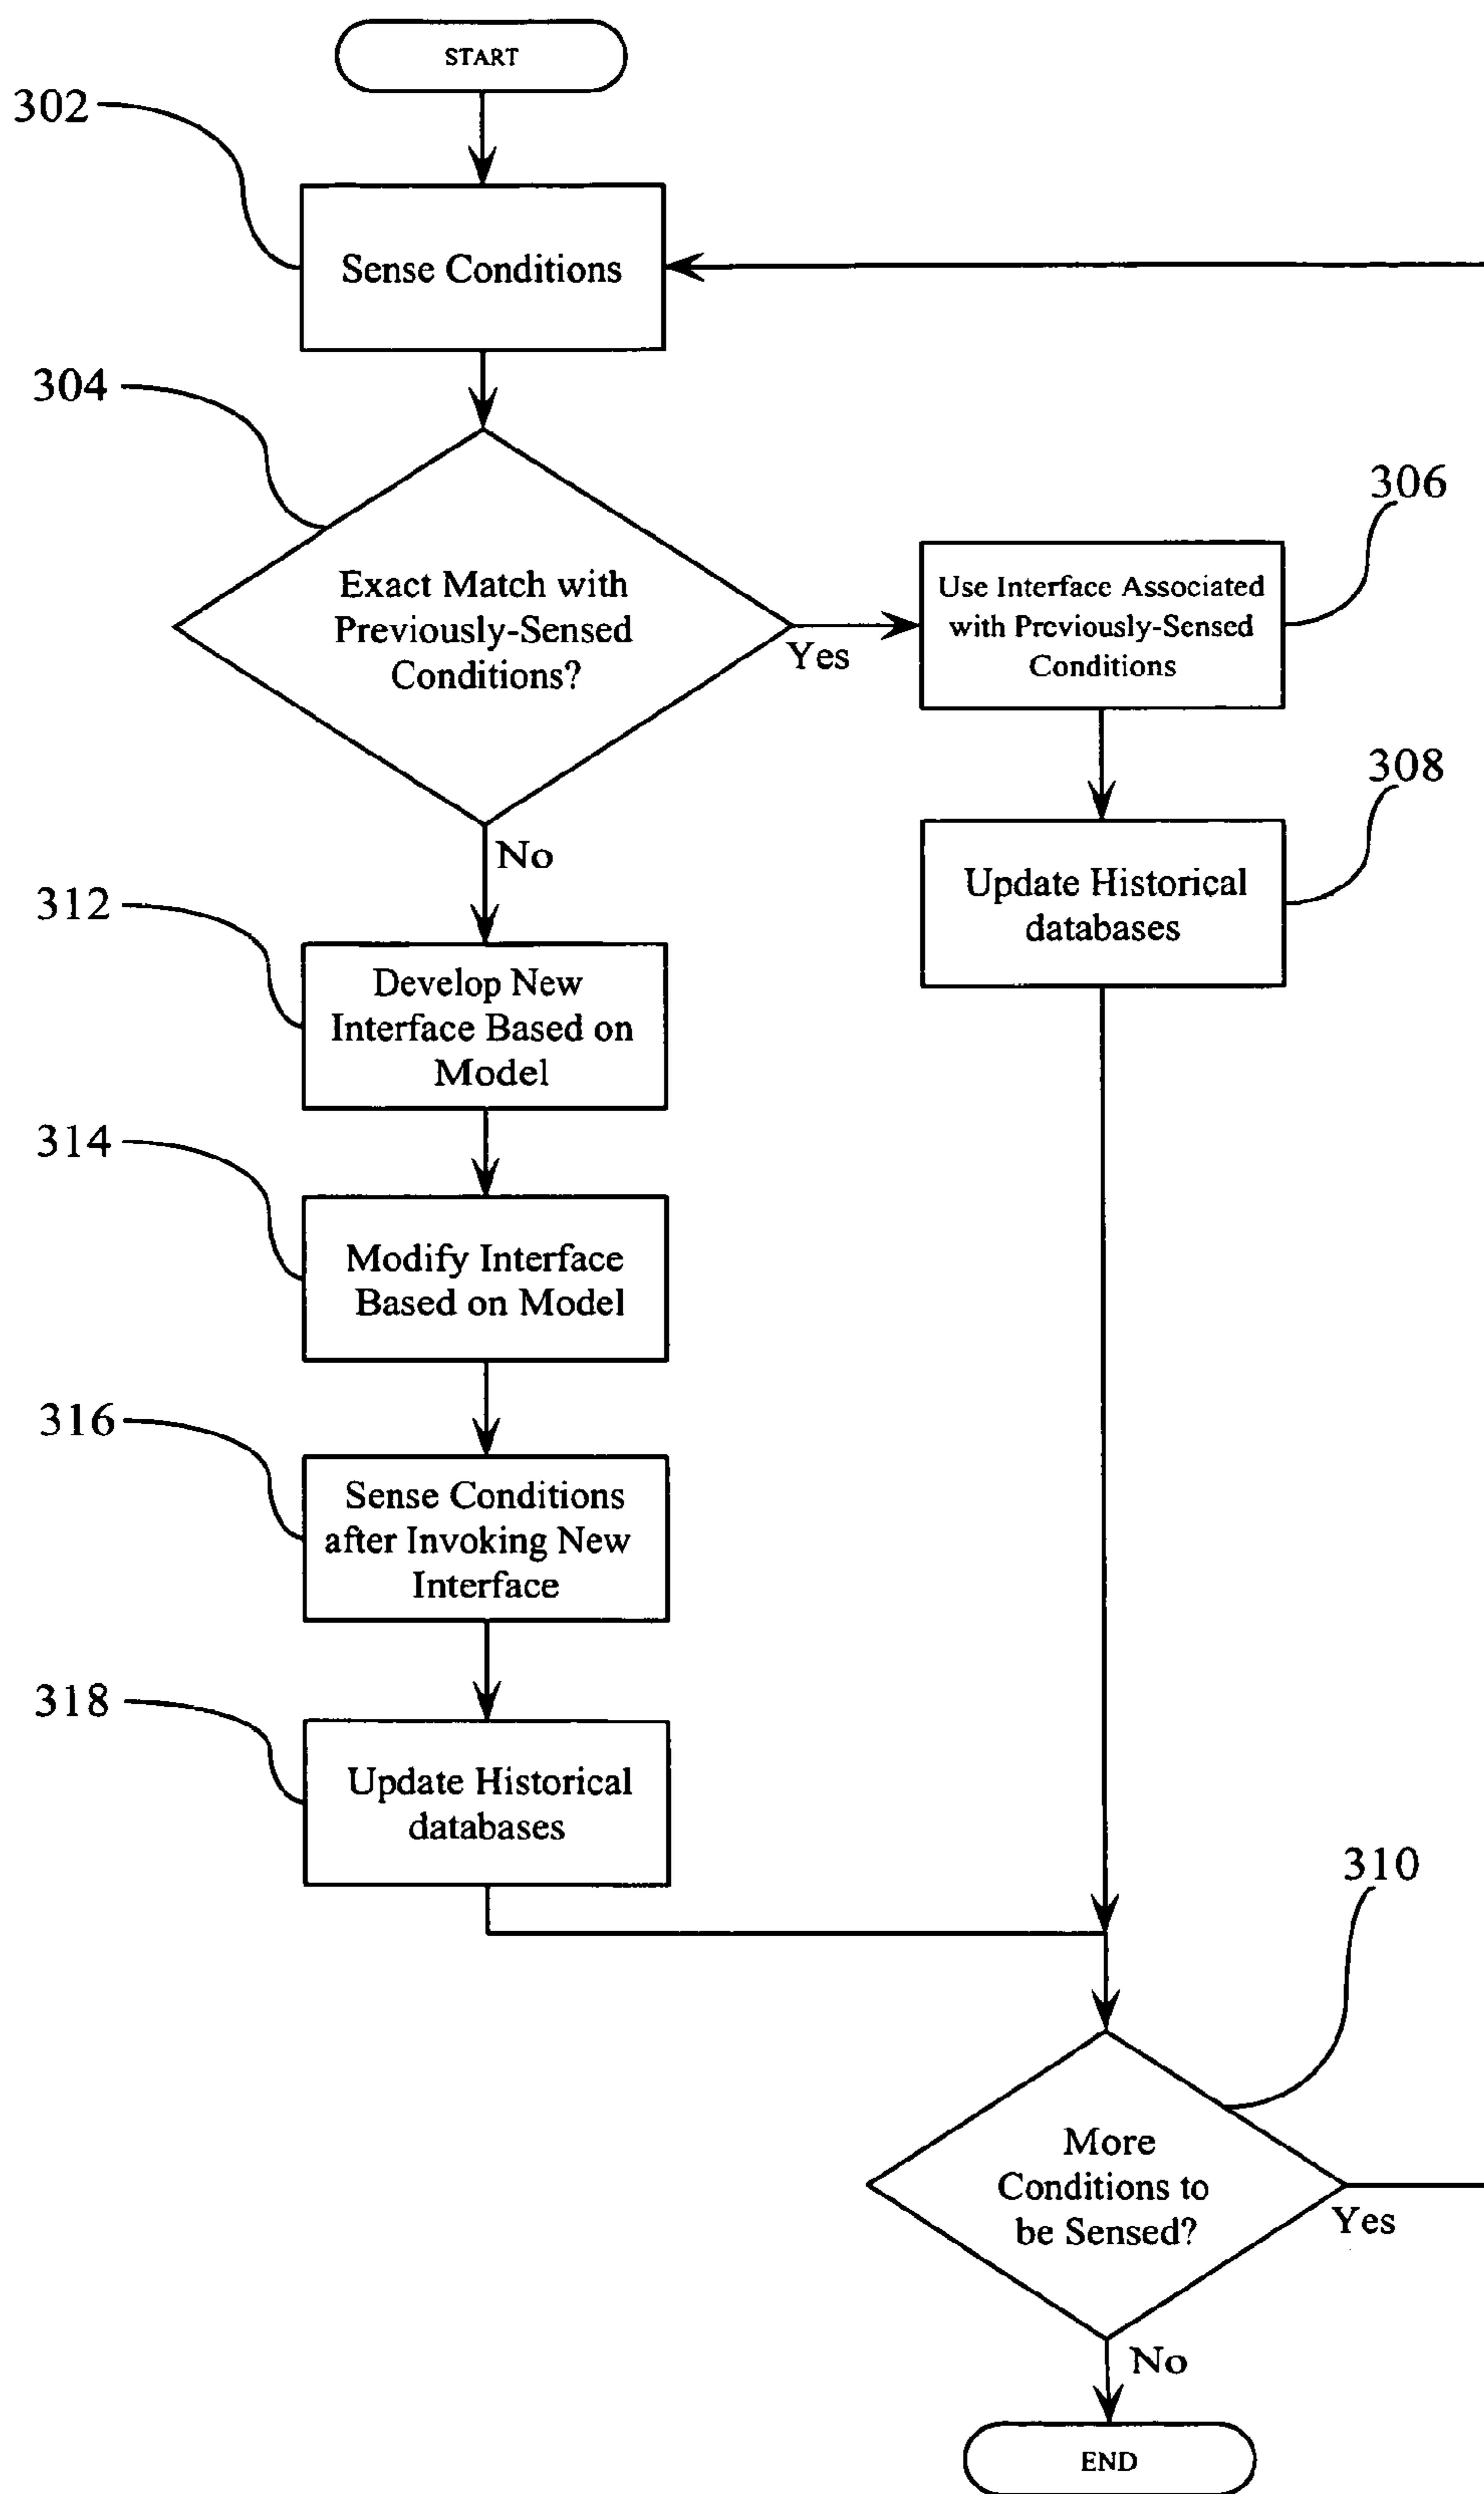 START
302
Sense Conditions
304
Exact Match with
Previously-Sensed
Conditions?
Yes
306
Use Interface Associated
with Previously-Sensed
Conditions
308
Update Historical
databases
No
312
Develop New
Interface Based on
Model
314
Modify Interface
Based on Model
316
Sense Conditions
after Invoking New
Interface
318
Update Historical
databases
310
More
Conditions to
be Sensed?
Yes
No
END